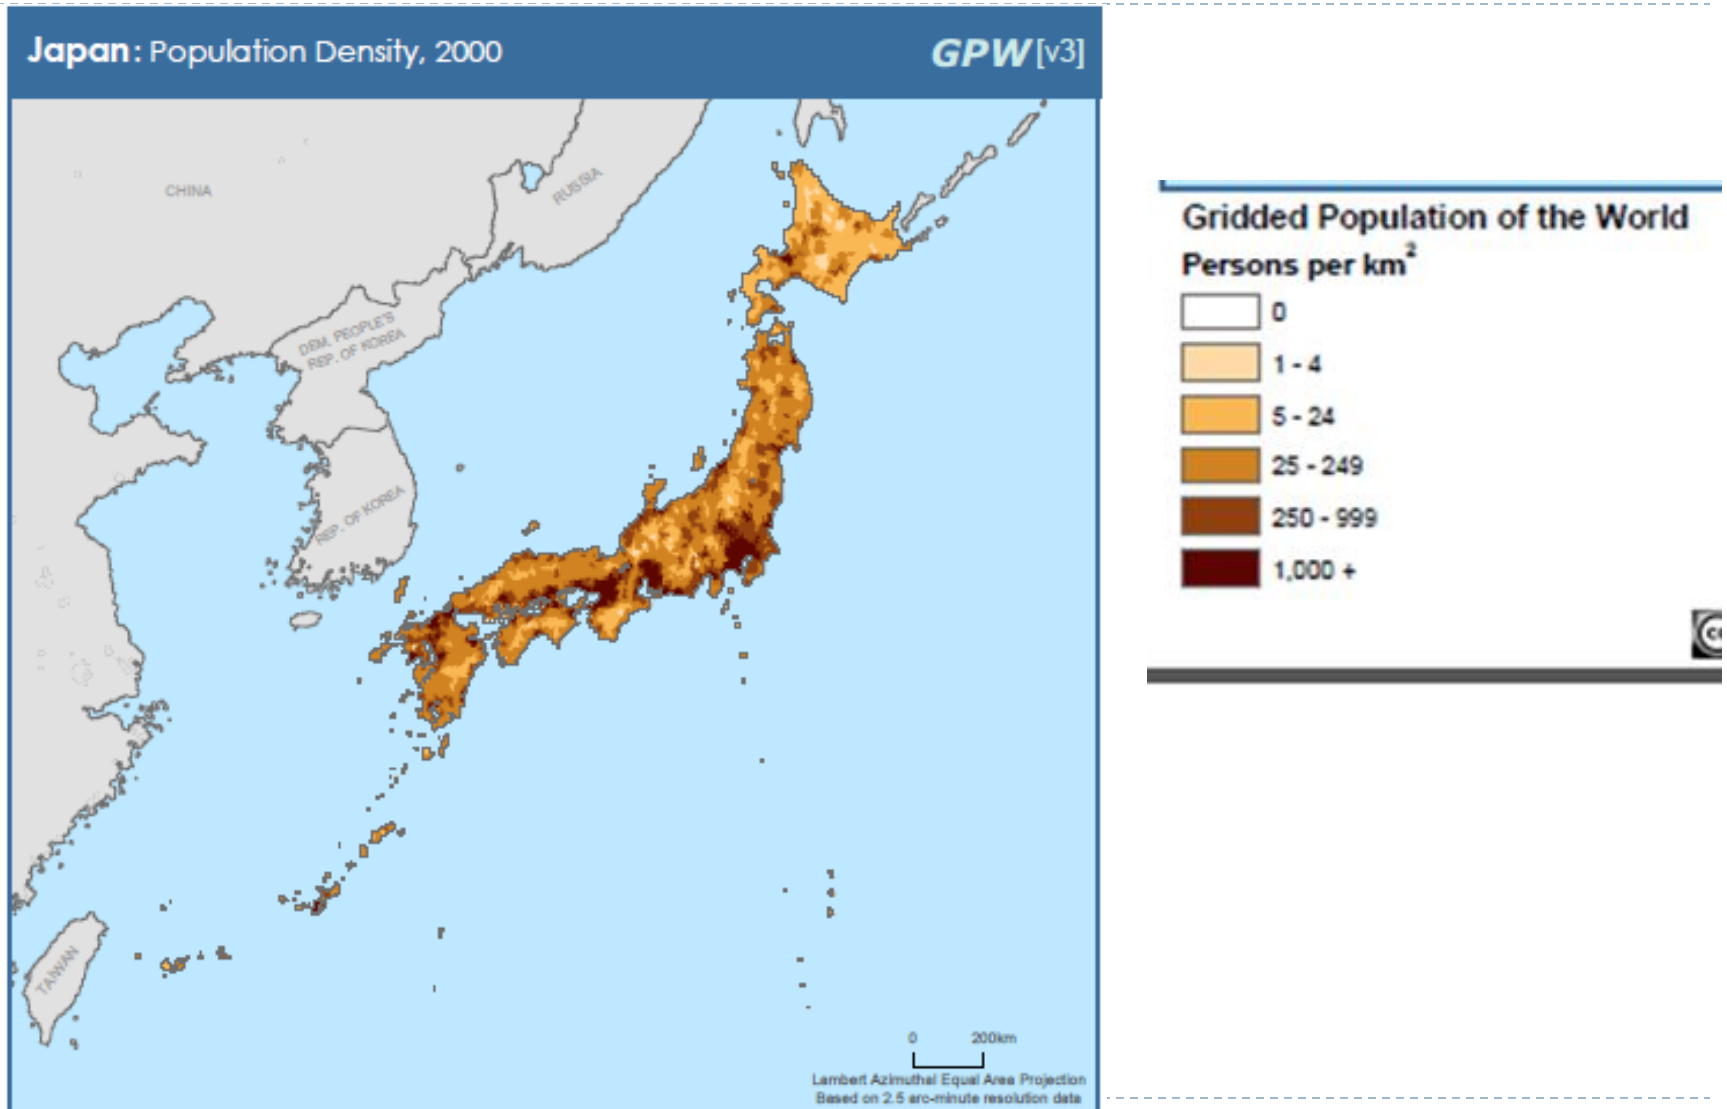 Japan: Population Density, 2000
GPW [v3]
CHINA
RUSSIA
DEM. PEOPLE'S
REP. OF KOREA
REP. OF KOREA
TAIWAN
0 200km
Lambert Azimuthal Equal Area Projection
Based on 2.5 arc-minute resolution data
Gridded Population of the World
Persons per km²
0
1 - 4
5 - 24
25 - 249
250 - 999
1,000 +
cc